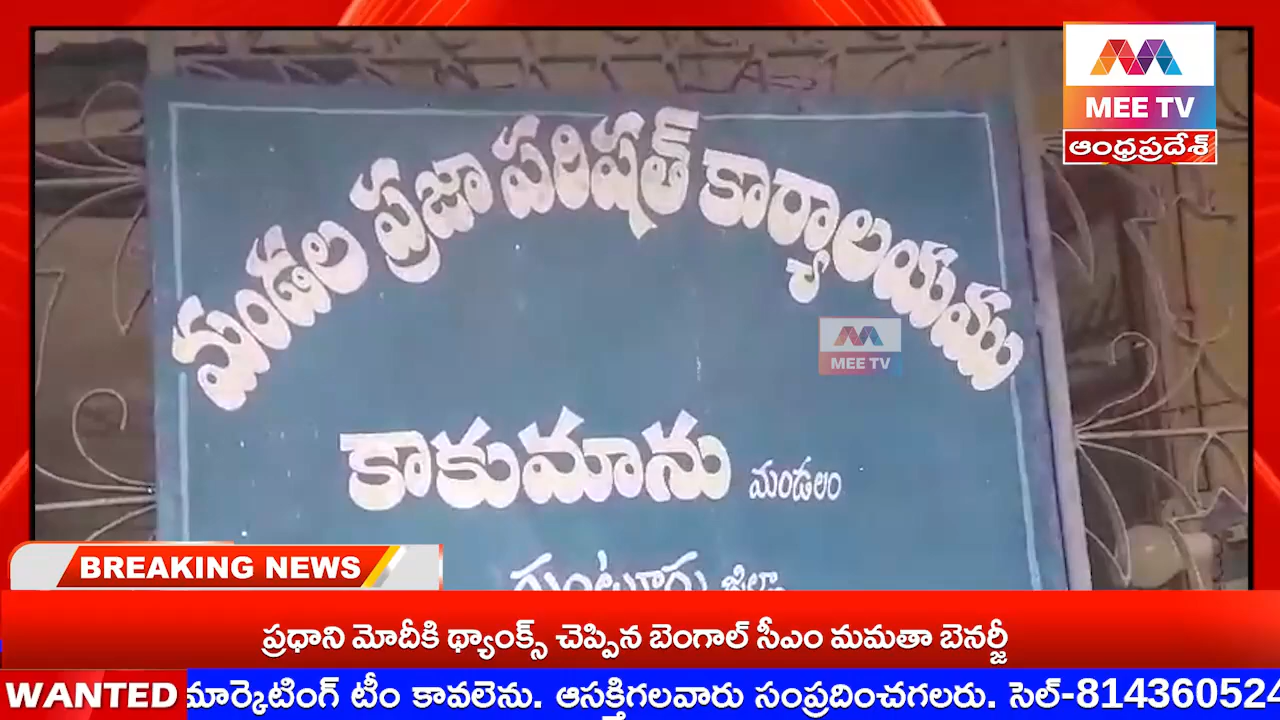 MEE TV
ఆంధ్రప్రదేశ్
మండల ప్రజా పరిషత్ కార్యాలయము
MEE TV
కాకుమాను మండలం
గుంటూరు జిల్లా
BREAKING NEWS
ప్రధాని మోదీకి థ్యాంక్స్ చెప్పిన బెంగాల్ సీఎం మమతా బెనర్జీ
WANTED మార్కెటింగ్ టీం కావలెను. ఆసక్తిగలవారు సంప్రదించగలరు. సెల్-814360524